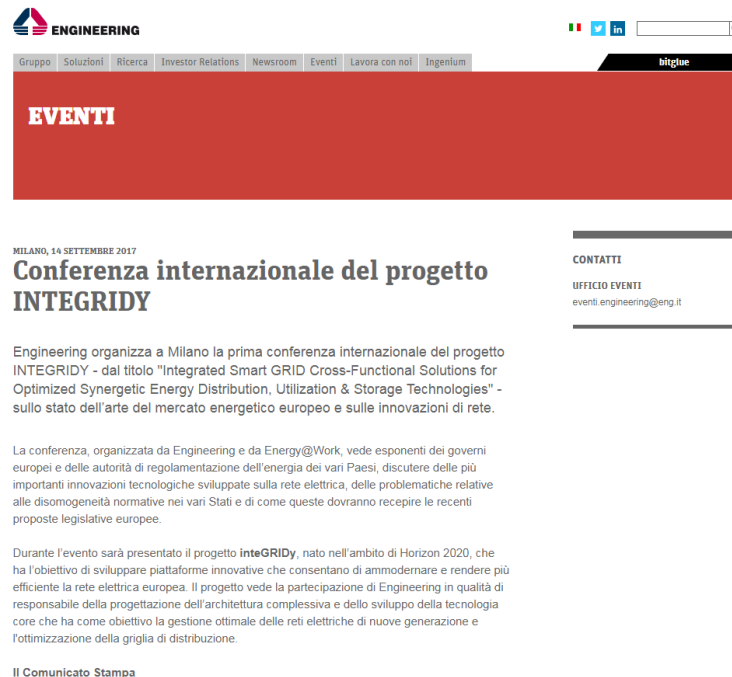 ENGINEERING
Gruppo Soluzioni Ricerca Investor Relations Newsroom Eventi Lavora con noi Ingenium
bitglue
EVENTI
MILANO, 14 SETTEMBRE 2017
Conferenza internazionale del progetto
INTEGRIDY
Engineering organizza a Milano la prima conferenza internazionale del progetto
INTEGRIDY - dal titolo "Integrated Smart GRID Cross-Functional Solutions for
Optimized Synergetic Energy Distribution, Utilization & Storage Technologies" -
sullo stato dell'arte del mercato energetico europeo e sulle innovazioni di rete.
La conferenza, organizzata da Engineering e da Energy@Work, vede esponenti dei governi
europei e delle autorità di regolamentazione dell'energia dei vari Paesi, discutere delle più
importanti innovazioni tecnologiche sviluppate sulla rete elettrica, delle problematiche relative
alle disomogeneità normative nei vari Stati e di come queste dovranno recepire le recenti
proposte legislative europee.
Durante l'evento sarà presentato il progetto inteGRIDy, nato nell'ambito di Horizon 2020, che
ha l'obiettivo di sviluppare piattaforme innovative che consentano di ammodernare e rendere più
efficiente la rete elettrica europea. Il progetto vede la partecipazione di Engineering in qualità di
responsabile della progettazione dell'architettura complessiva e dello sviluppo della tecnologia
core che ha come obiettivo la gestione ottimale delle reti elettriche di nuove generazione e
l'ottimizzazione della griglia di distribuzione.
Il Comunicato Stampa
CONTATTI
UFFICIO EVENTI
eventi.engineering@eng.it